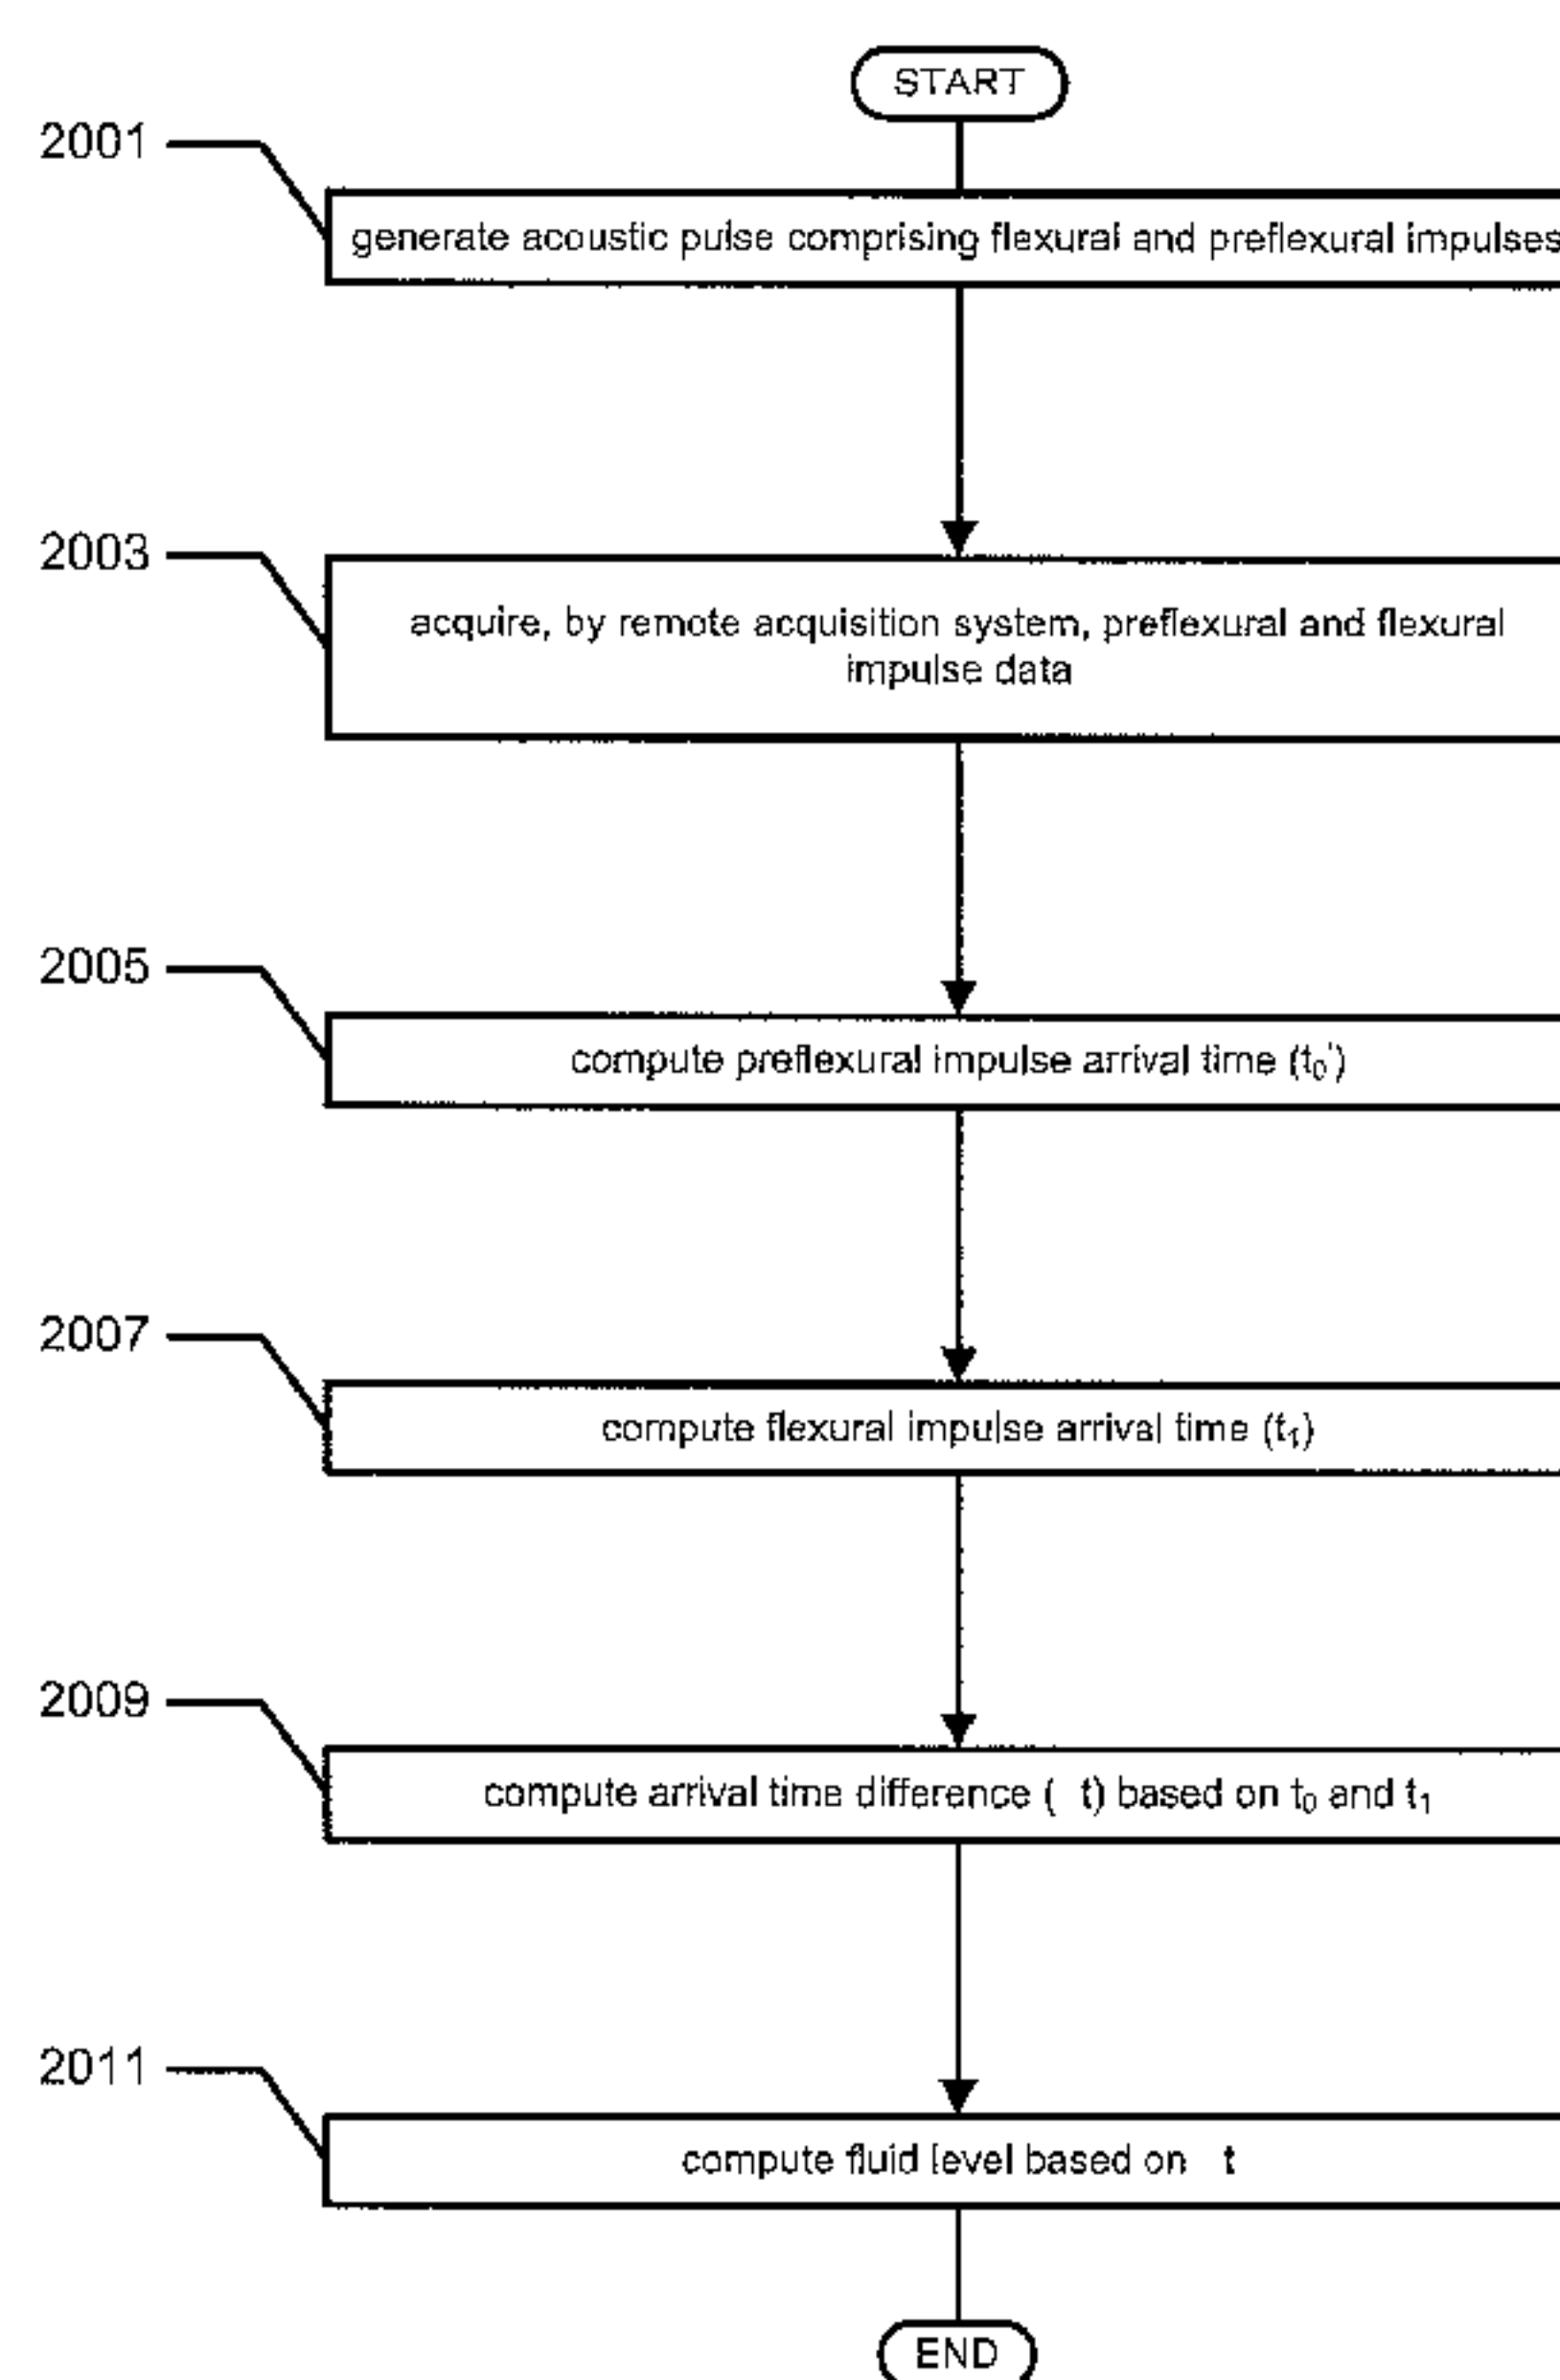 START
2001
generate acoustic pulse comprising flexural and preflexural impulses
2003
acquire, by remote acquisition system, preflexural and flexural
impulse data
2005
compute preflexural impulse arrival time (t₀')
2007
compute flexural impulse arrival time (t₁)
2009
compute arrival time difference ( t) based on t₀ and t₁
2011
compute fluid level based on t
END